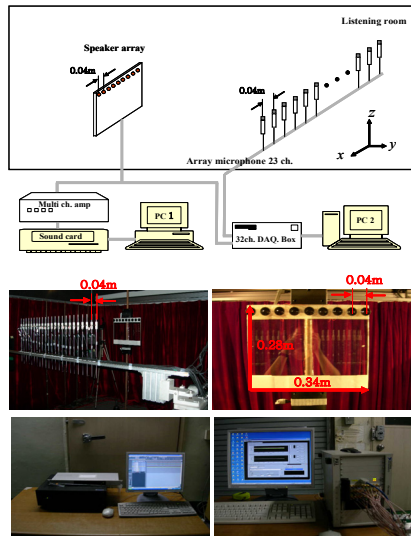 Listening room
Speaker array
0.04m
0.04m
Array microphone 23 ch.
z
x
y
Multi ch. amp
Sound card
PC 1
32ch. DAQ. Box
PC 2
0.04m
0.04m
0.28m
0.34m